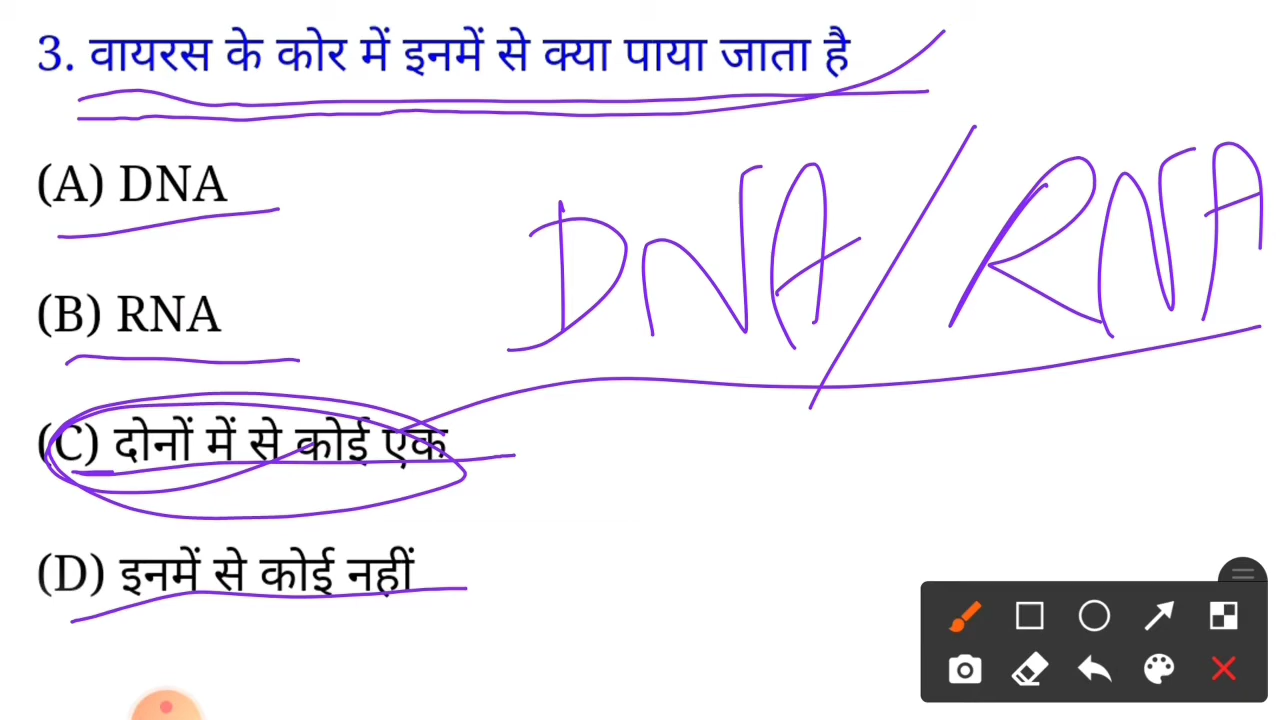 3. वायरस के कोर में इनमें से क्या पाया जाता है
(A) DNA
DNA/RNA
(B) RNA
(C) दोनों में से कोई एक
(D) इनमें से कोई नहीं